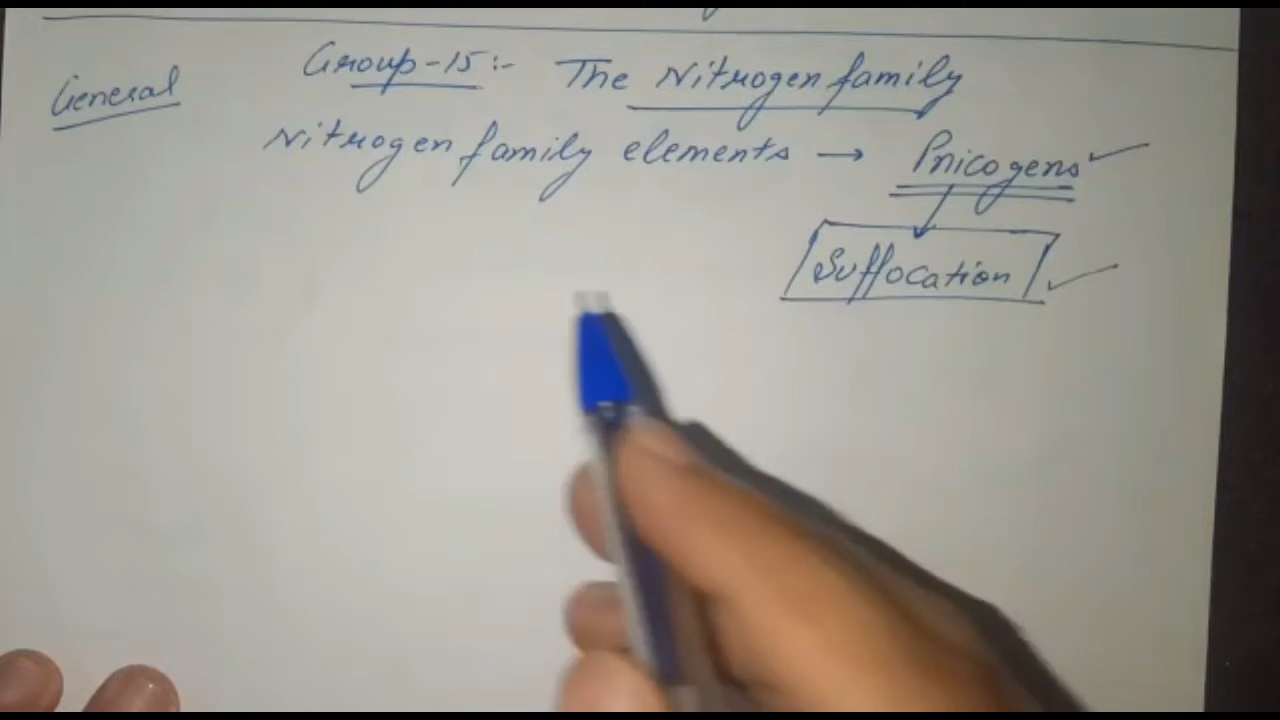 General
Group-15:- The Nitrogen family
Nitrogen family elements → Pnicogens
Suffocation